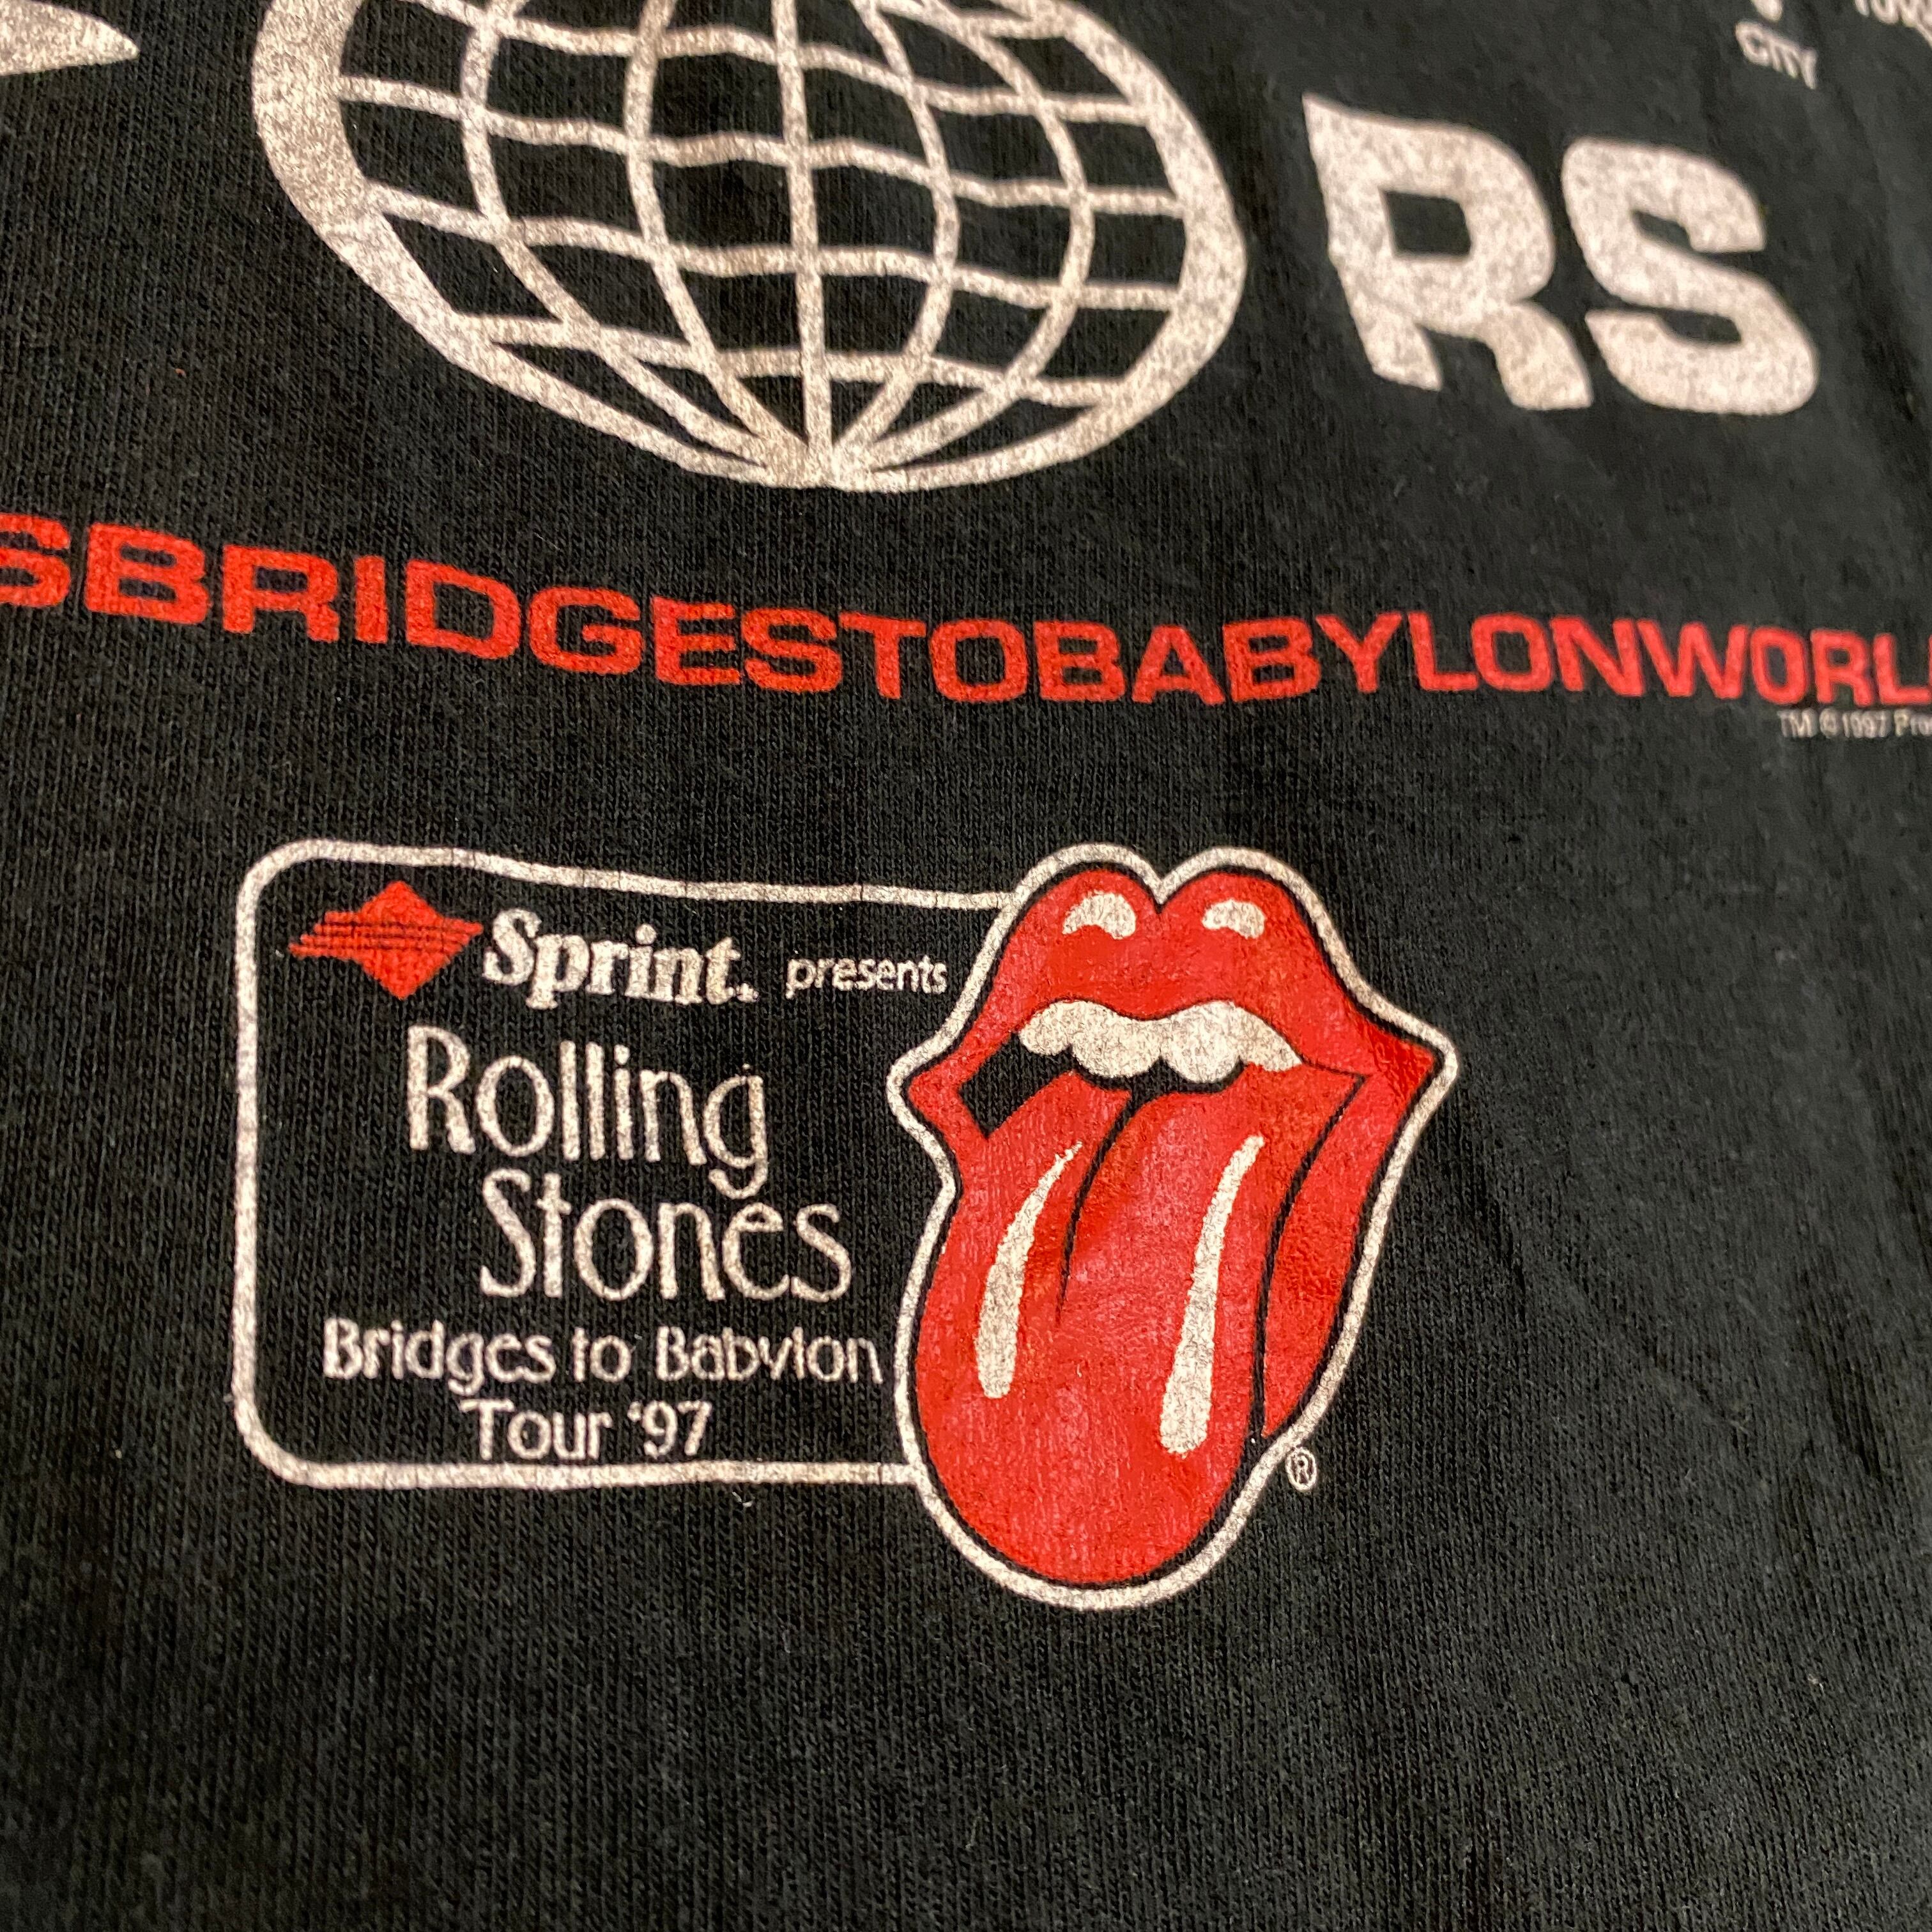 CITY
RS
SBRIDGESTOBABYLONWORL
TM ©1997
Sprint. presents
Rolling
Stones
Bridges to Babylon
Tour '97
®